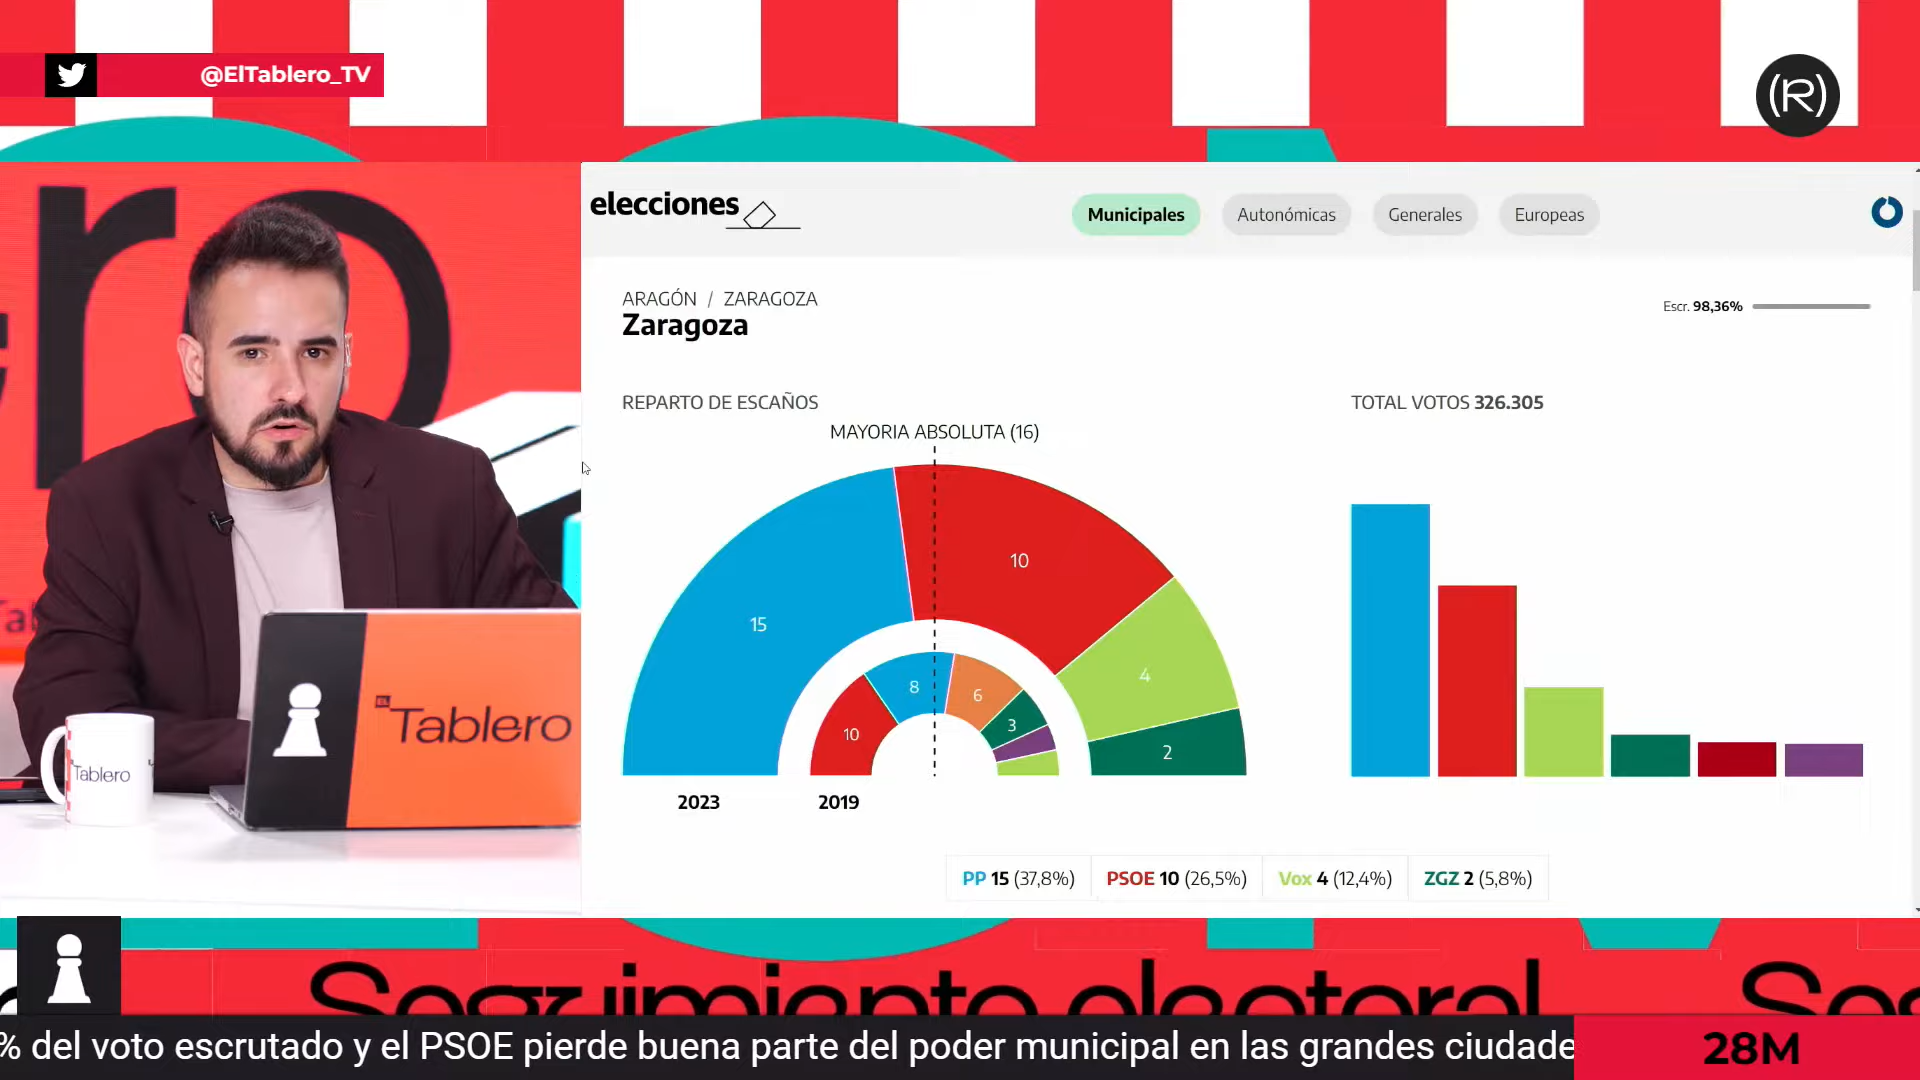 @ElTablero_TV
(R)
elecciones
Municipales
Autonómicas
Generales
Europeas
ARAGÓN / ZARAGOZA
Zaragoza
Escr. 98,36%
REPARTO DE ESCAÑOS
TOTAL VOTOS 326.305
MAYORIA ABSOLUTA (16)
15
10
4
2
10
8
6
3
2023
2019
PP 15 (37,8%)
PSOE 10 (26,5%)
Vox 4 (12,4%)
ZGZ 2 (5,8%)
EL Tablero
Tablero
Seguimiento electoral
% del voto escrutado y el PSOE pierde buena parte del poder municipal en las grandes ciudade
28M